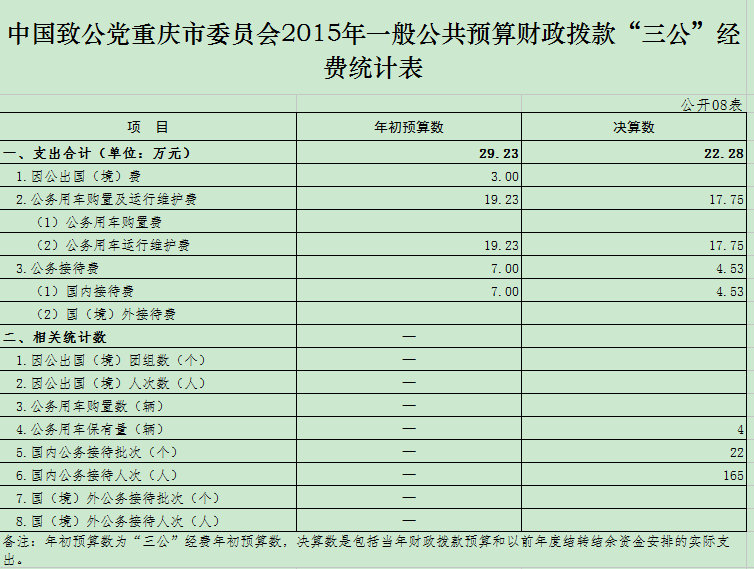 中国致公党重庆市委员会2015年一般公共预算财政拨款“三公”经
费统计表
公开08表
项 目 年初预算数 决算数
一、支出合计（单位：万元） 29.23 22.28
1.因公出国（境）费 3.00
2.公务用车购置及运行维护费 19.23 17.75
（1）公务用车购置费
（2）公务用车运行维护费 19.23 17.75
3.公务接待费 7.00 4.53
（1）国内接待费 7.00 4.53
（2）国（境）外接待费
二、相关统计数 —
1.因公出国（境）团组数（个） —
2.因公出国（境）人次数（人） —
3.公务用车购置数（辆） —
4.公务用车保有量（辆） — 4
5.国内公务接待批次（个） — 22
6.国内公务接待人次（人） — 165
7.国（境）外公务接待批次（个） —
8.国（境）外公务接待人次（人） —
备注：年初预算数为“三公”经费年初预算数，决算数是包括当年财政拨款预算和以前年度结转结余资金安排的实际支
出。